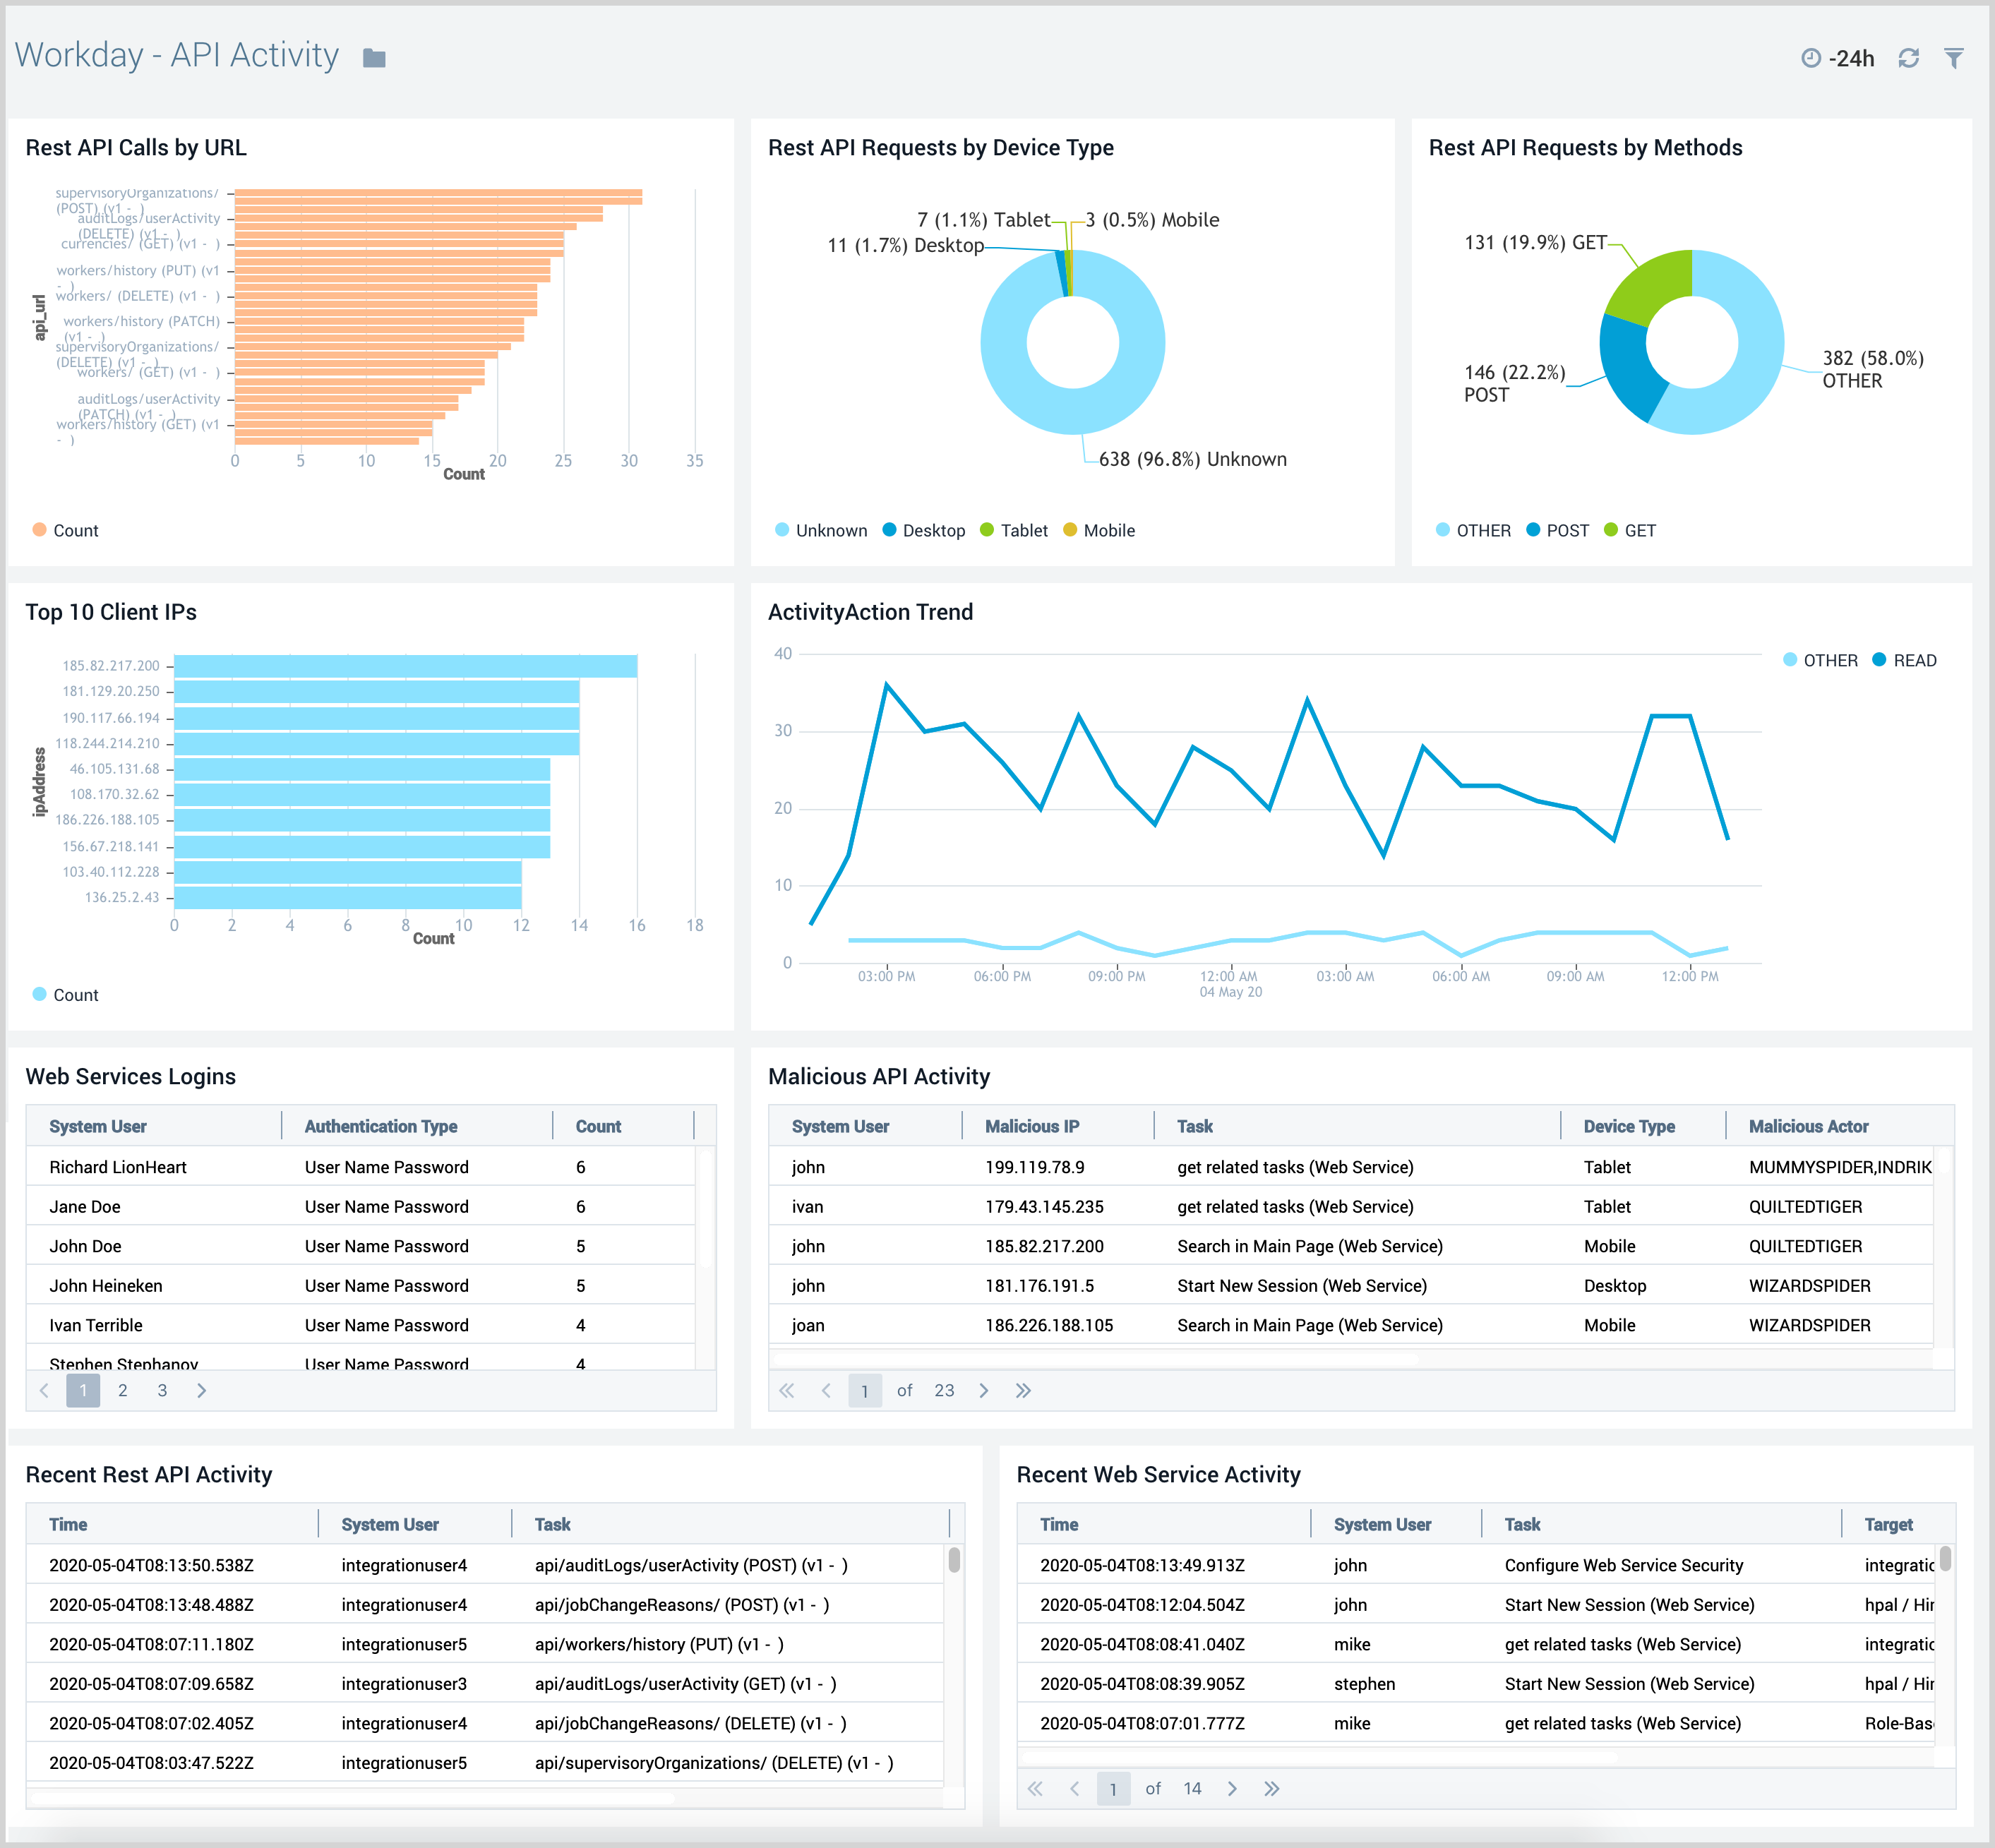 Workday - API Activity
-24h
Rest API Calls by URL
api_url
supervisoryOrganizations/
(POST) (v1 - )
auditLogs/userActivity
(DELETE) (v1 - )
currencies/ (GET) (v1 - )
workers/history (PUT) (v1
- )
workers/ (DELETE) (v1 - )
workers/history (PATCH)
(v1 - )
supervisoryOrganizations/
(DELETE) (v1 - )
workers/ (GET) (v1 - )
auditLogs/userActivity
(PATCH) (v1 - )
workers/history (GET) (v1
- )
0 5 10 15 20 25 30 35
Count
Count
Rest API Requests by Device Type
7 (1.1%) Tablet
3 (0.5%) Mobile
11 (1.7%) Desktop
638 (96.8%) Unknown
Unknown Desktop Tablet Mobile
Rest API Requests by Methods
131 (19.9%) GET
382 (58.0%)
OTHER
146 (22.2%)
POST
OTHER POST GET
Top 10 Client IPs
ipAddress
185.82.217.200
181.129.20.250
190.117.66.194
118.244.214.210
46.105.131.68
108.170.32.62
186.226.188.105
156.67.218.141
103.40.112.228
136.25.2.43
0 2 4 6 8 10 12 14 16 18
Count
Count
ActivityAction Trend
OTHER READ
40
30
20
10
0
03:00 PM 06:00 PM 09:00 PM 12:00 AM 03:00 AM 06:00 AM 09:00 AM 12:00 PM
04 May 20
Web Services Logins
System User Authentication Type Count
Richard LionHeart User Name Password 6
Jane Doe User Name Password 6
John Doe User Name Password 5
John Heineken User Name Password 5
Ivan Terrible User Name Password 4
Stephen Stephanov User Name Password 4
1 2 3
Malicious API Activity
System User Malicious IP Task Device Type Malicious Actor
john 199.119.78.9 get related tasks (Web Service) Tablet MUMMYSPIDER,INDRIK
ivan 179.43.145.235 get related tasks (Web Service) Tablet QUILTEDTIGER
john 185.82.217.200 Search in Main Page (Web Service) Mobile QUILTEDTIGER
john 181.176.191.5 Start New Session (Web Service) Desktop WIZARDSPIDER
joan 186.226.188.105 Search in Main Page (Web Service) Mobile WIZARDSPIDER
1 of 23
Recent Rest API Activity
Time System User Task
2020-05-04T08:13:50.538Z integrationuser4 api/auditLogs/userActivity (POST) (v1 - )
2020-05-04T08:13:48.488Z integrationuser4 api/jobChangeReasons/ (POST) (v1 - )
2020-05-04T08:07:11.180Z integrationuser5 api/workers/history (PUT) (v1 - )
2020-05-04T08:07:09.658Z integrationuser3 api/auditLogs/userActivity (GET) (v1 - )
2020-05-04T08:07:02.405Z integrationuser4 api/jobChangeReasons/ (DELETE) (v1 - )
2020-05-04T08:03:47.522Z integrationuser5 api/supervisoryOrganizations/ (DELETE) (v1 - )
Recent Web Service Activity
Time System User Task Target
2020-05-04T08:13:49.913Z john Configure Web Service Security integratio
2020-05-04T08:12:04.504Z john Start New Session (Web Service) hpal / Hir
2020-05-04T08:08:41.040Z mike get related tasks (Web Service) integratio
2020-05-04T08:08:39.905Z stephen Start New Session (Web Service) hpal / Hir
2020-05-04T08:07:01.777Z mike get related tasks (Web Service) Role-Bas
1 of 14